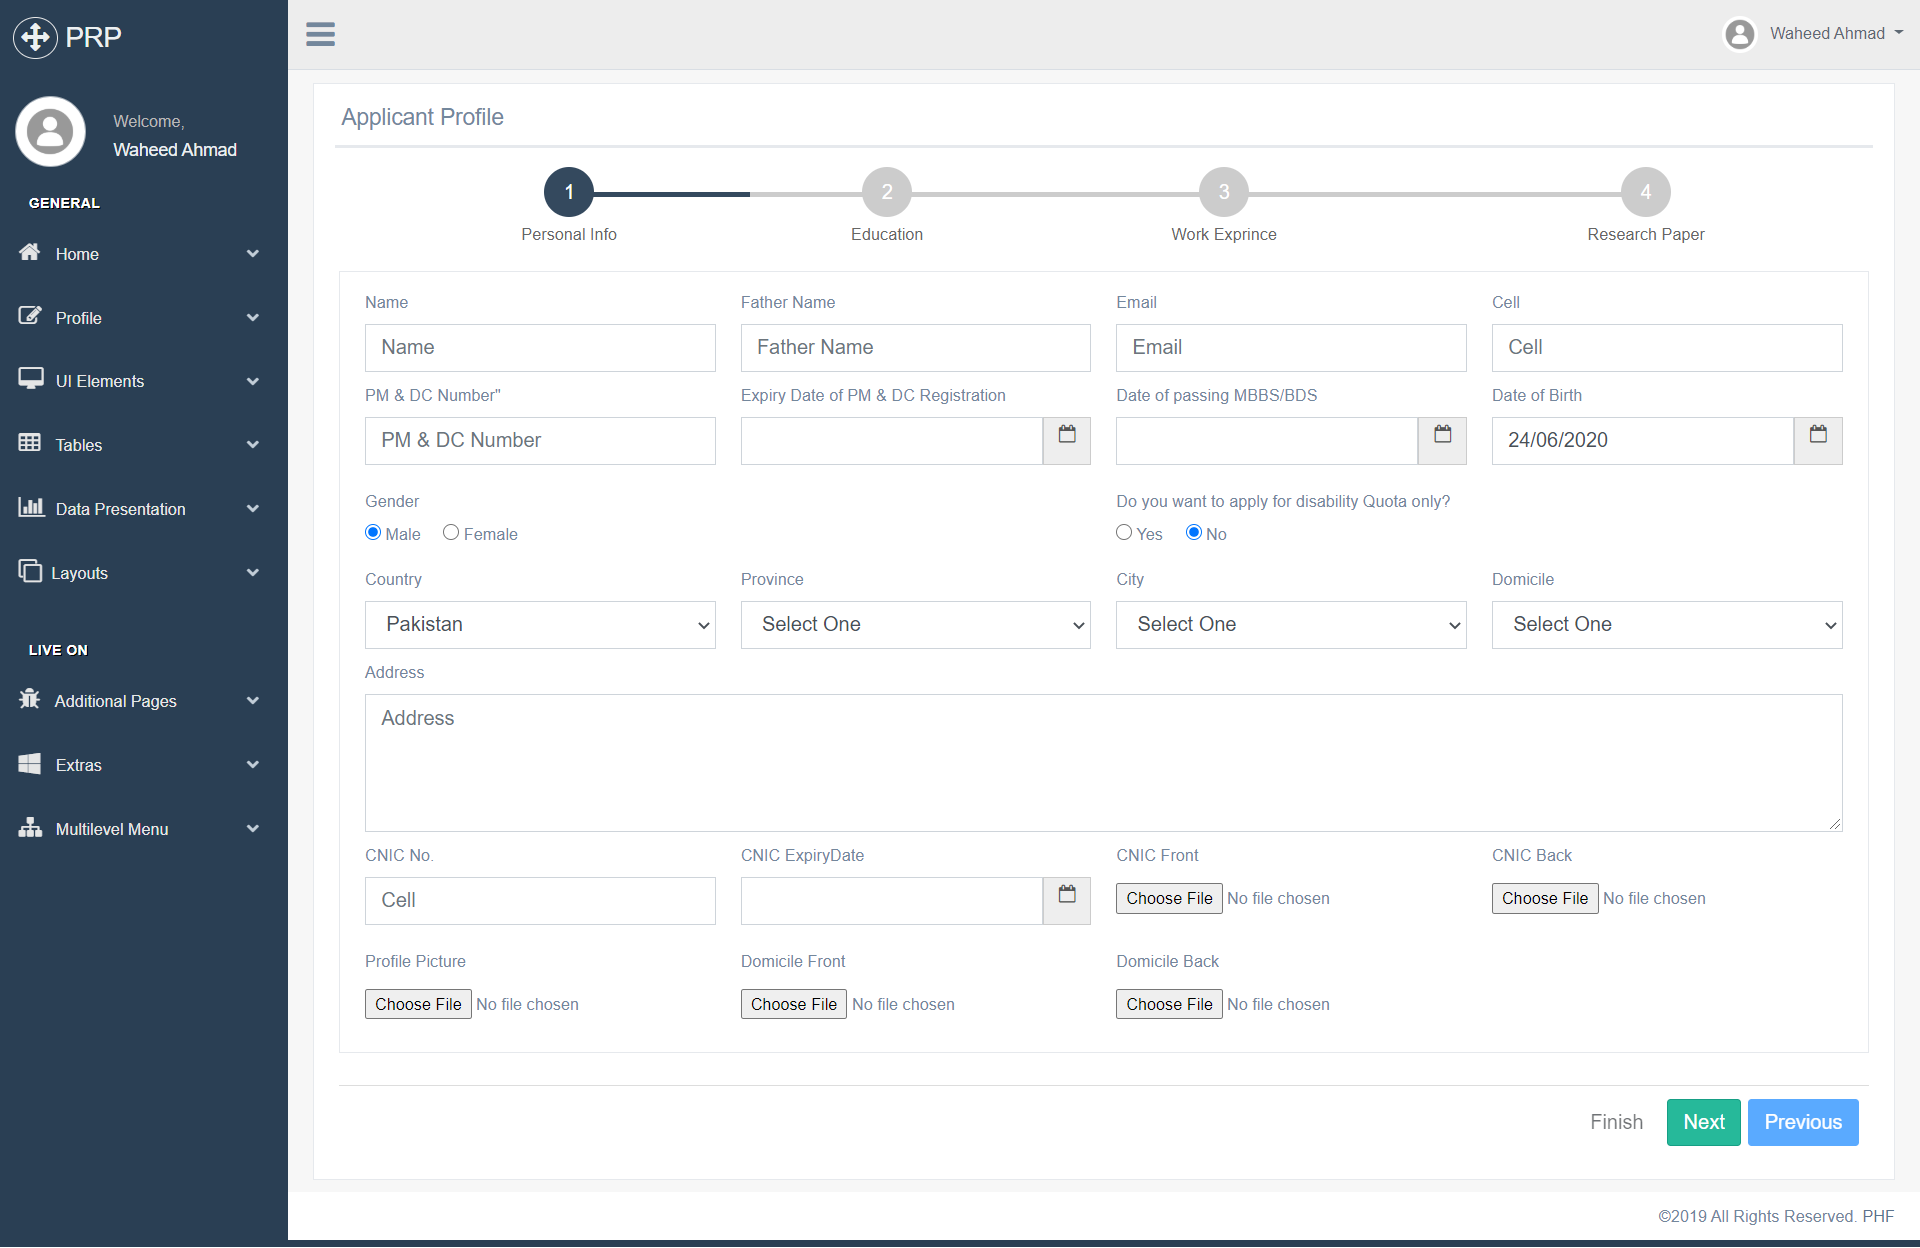 PRP
Waheed Ahmad
Welcome,
Waheed Ahmad
GENERAL
Home
Profile
UI Elements
Tables
Data Presentation
Layouts
LIVE ON
Additional Pages
Extras
Multilevel Menu
Applicant Profile
1 2 3 4
Personal Info Education Work Exprince Research Paper
Name Father Name Email Cell
Name Father Name Email Cell
PM & DC Number" Expiry Date of PM & DC Registration Date of passing MBBS/BDS Date of Birth
PM & DC Number 24/06/2020
Gender Do you want to apply for disability Quota only?
Male Female Yes No
Country Province City Domicile
Pakistan Select One Select One Select One
Address
Address
CNIC No. CNIC ExpiryDate CNIC Front CNIC Back
Cell Choose File No file chosen Choose File No file chosen
Profile Picture Domicile Front Domicile Back
Choose File No file chosen Choose File No file chosen Choose File No file chosen
Finish Next Previous
©2019 All Rights Reserved. PHF